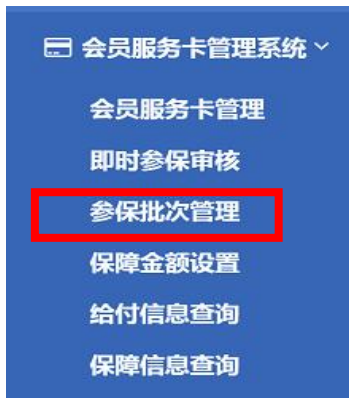 会员服务卡管理系统
会员服务卡管理
即时参保审核
参保批次管理
保障金额设置
给付信息查询
保障信息查询